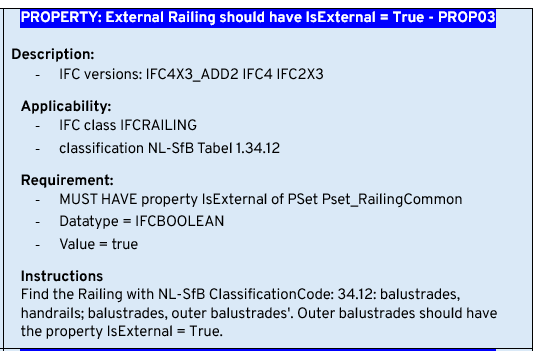 PROPERTY: External Railing should have IsExternal = True - PROP03
Description:
- IFC versions: IFC4X3_ADD2 IFC4 IFC2X3
Applicability:
- IFC class IFCRAILING
- classification NL-SfB Tabel 1.34.12
Requirement:
- MUST HAVE property IsExternal of PSet Pset_RailingCommon
- Datatype = IFCBOOLEAN
- Value = true
Instructions
Find the Railing with NL-SfB ClassificationCode: 34.12: balustrades,
handrails; balustrades, outer balustrades'. Outer balustrades should have
the property IsExternal = True.